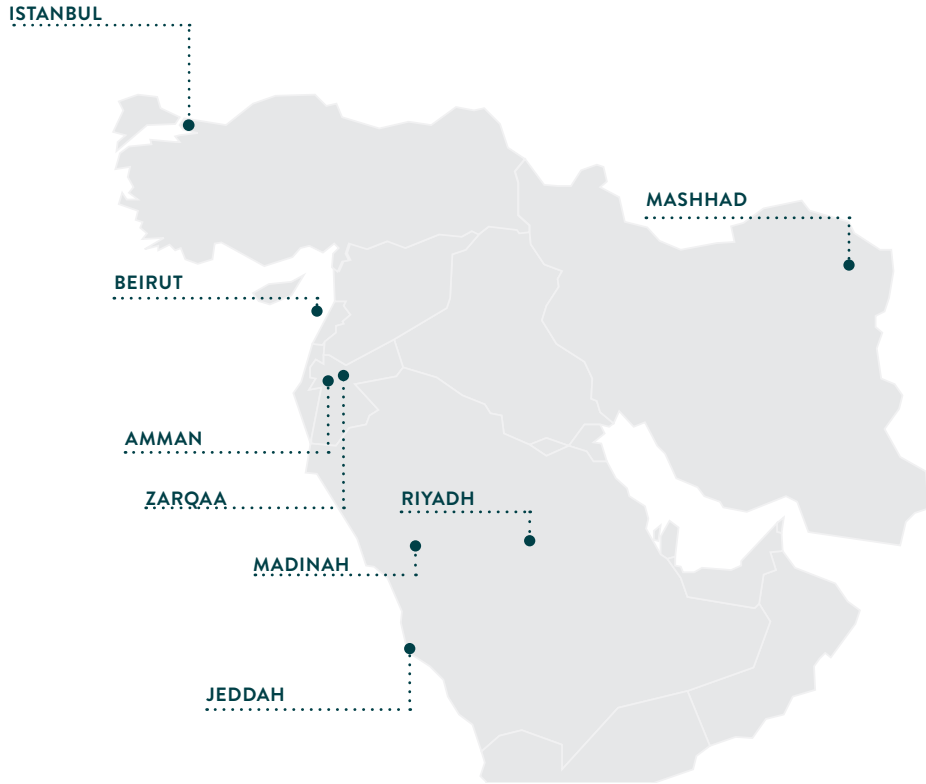 ISTANBUL
MASHHAD
BEIRUT
AMMAN
ZARQAA
RIYADH
MADINAH
JEDDAH